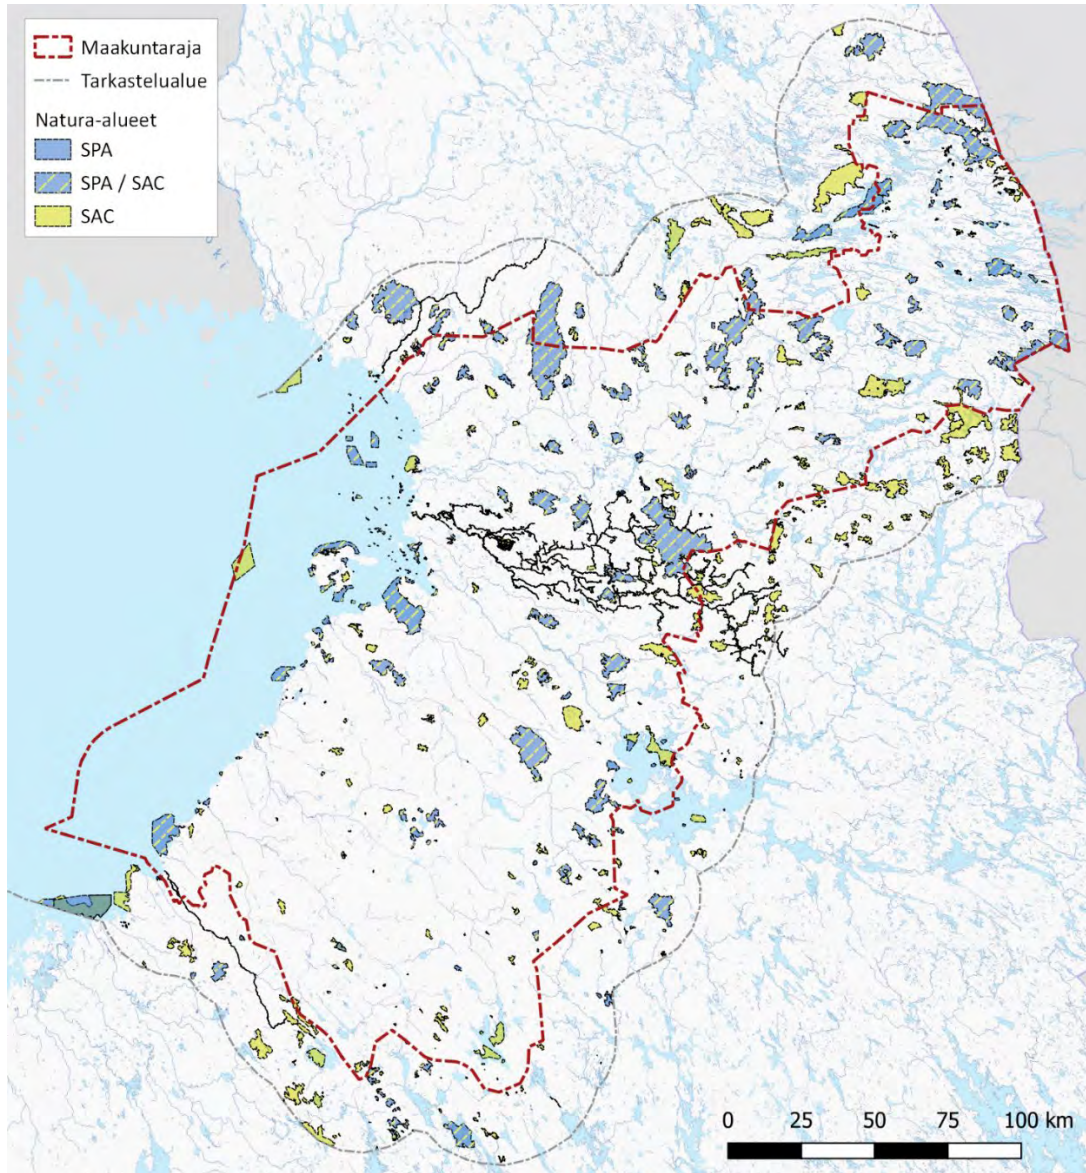 Maakuntaraja
Tarkastelualue
Natura-alueet
SPA
SPA / SAC
SAC
0 25 50 75 100 km